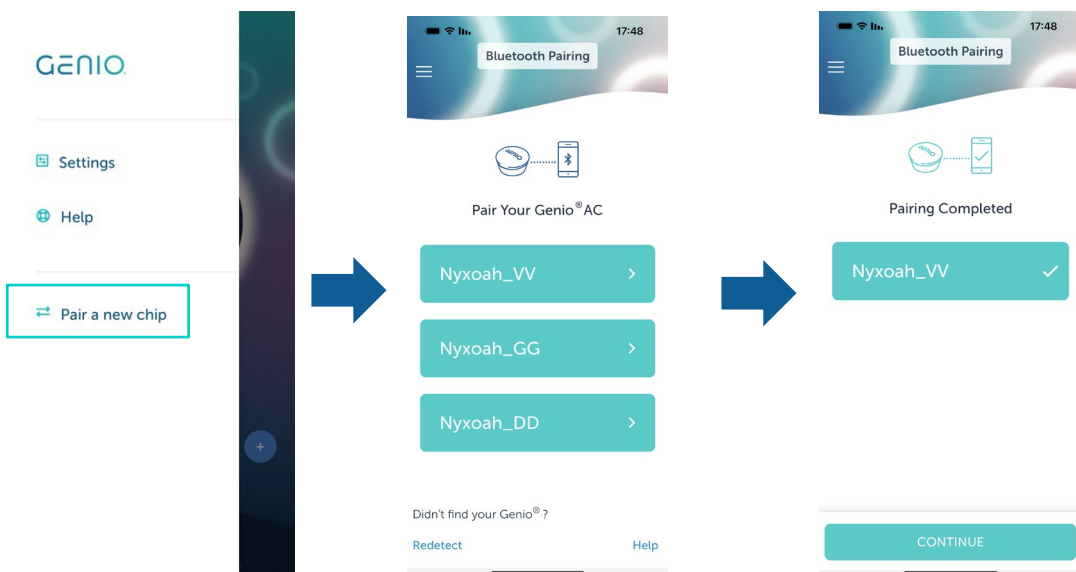 GENIO
Settings
Help
Pair a new chip
17:48
Bluetooth Pairing
Pair Your Genio® AC
Nyxoah_VV
Nyxoah_GG
Nyxoah_DD
Didn't find your Genio® ?
Redetect Help
17:48
Bluetooth Pairing
Pairing Completed
Nyxoah_VV
CONTINUE